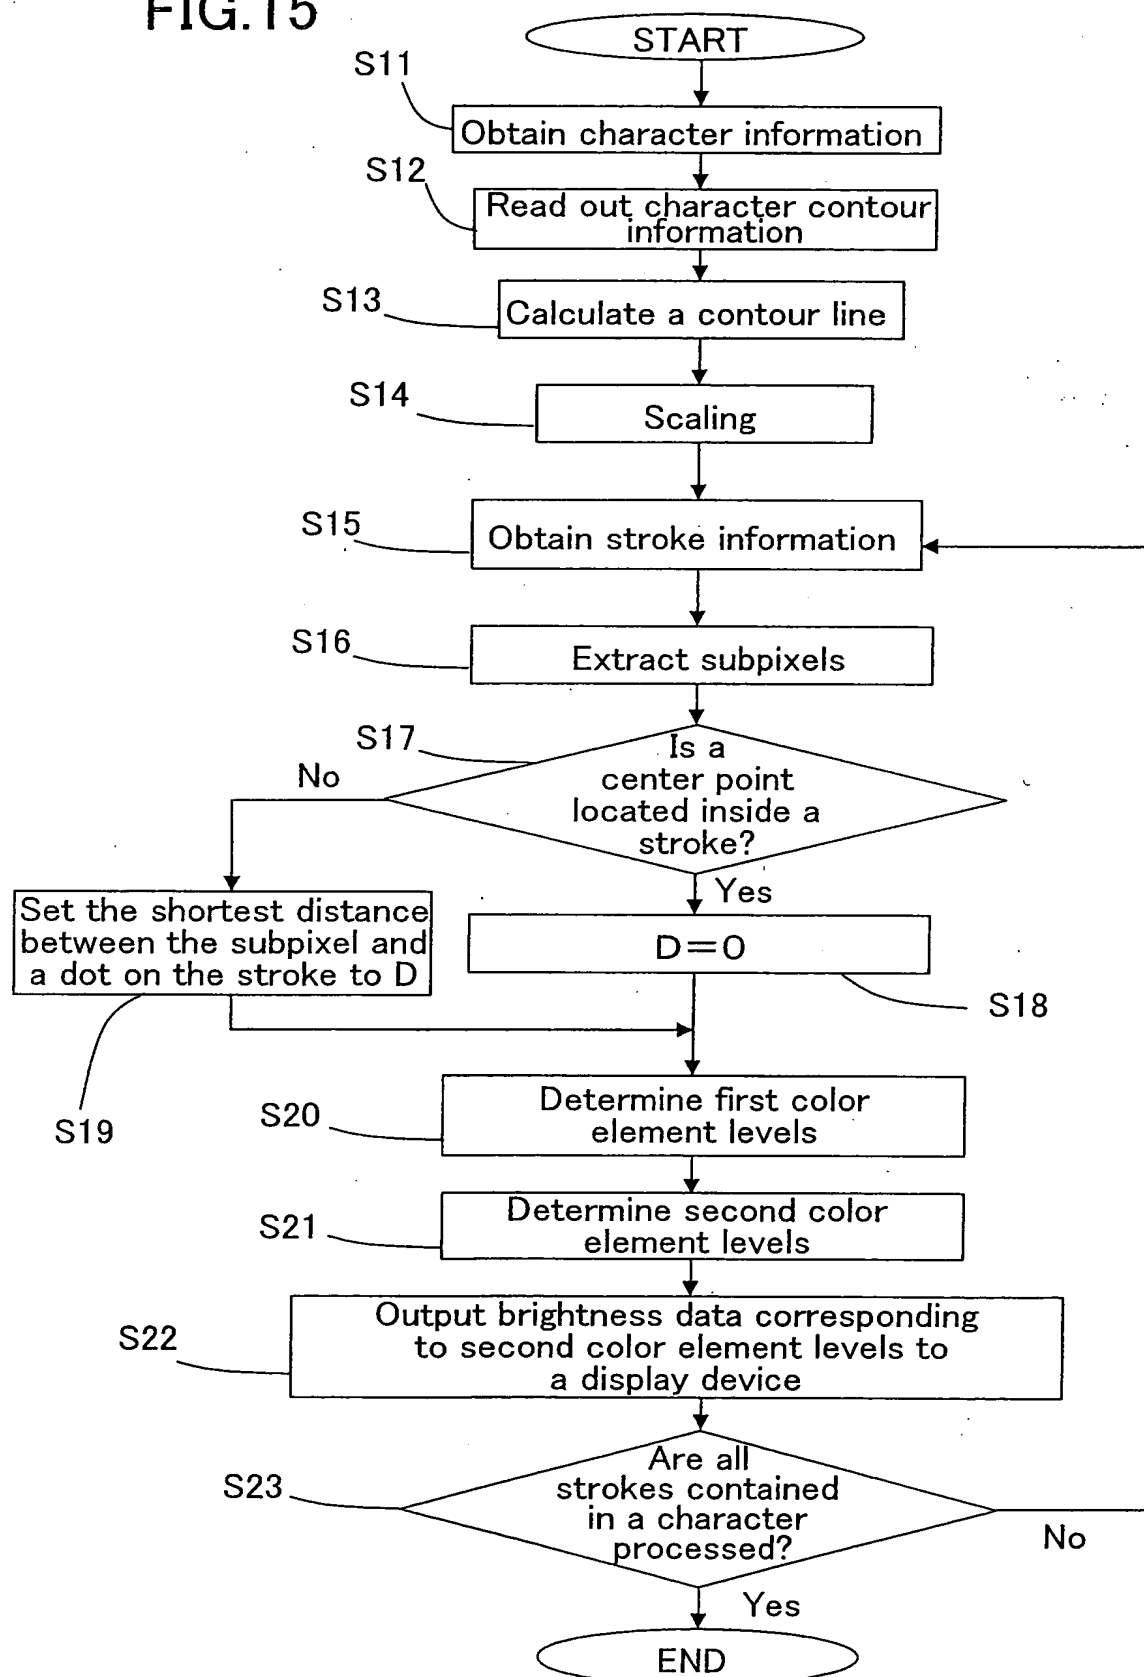 FIG.15
START
S11
Obtain character information
S12
Read out character contour
information
S13
Calculate a contour line
S14
Scaling
S15
Obtain stroke information
S16
Extract subpixels
S17
Is a
center point
located inside a
stroke?
No
Yes
Set the shortest distance
between the subpixel and
a dot on the stroke to D
D=0
S18
S19
S20
Determine first color
element levels
S21
Determine second color
element levels
S22
Output brightness data corresponding
to second color element levels to
a display device
S23
Are all
strokes contained
in a character
processed?
No
Yes
END